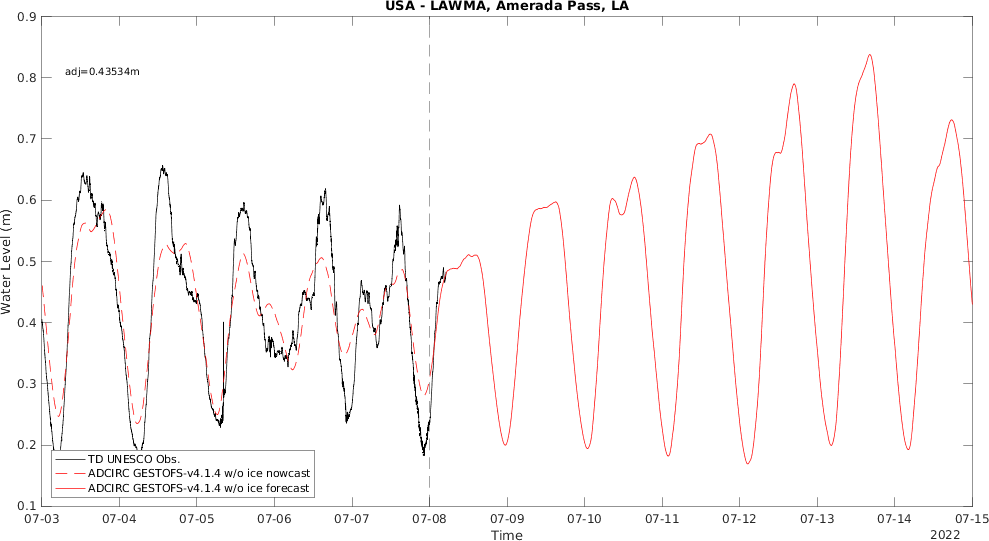 USA - LAWMA, Amerada Pass, LA
0.9
0.8
0.7
0.6
0.5
0.4
0.3
0.2
0.1
Water Level (m)
adj=0.43534m
TD UNESCO Obs.
ADCIRC GESTOFS-v4.1.4 w/o ice nowcast
ADCIRC GESTOFS-v4.1.4 w/o ice forecast
07-03 07-04 07-05 07-06 07-07 07-08 07-09 07-10 07-11 07-12 07-13 07-14 07-15
Time
2022